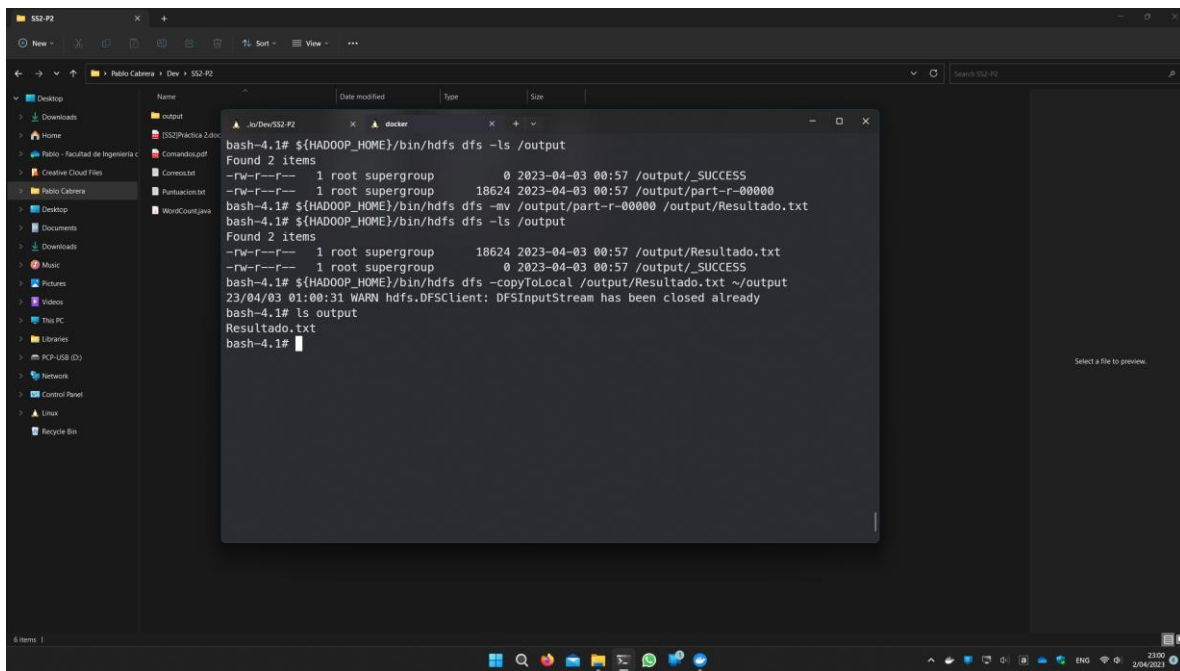 SS2-P2
New
Sort
View
Pablo Cabrera > Dev > SS2-P2
Search SS2-P2
Name
Date modified
Type
Size
Desktop
Downloads
Home
Pablo - Facultad de Ingeniería c
Creative Cloud Files
Pablo Cabrera
Desktop
Documents
Downloads
Music
Pictures
Videos
This PC
Libraries
PCP-USB (D:)
Network
Control Panel
Linux
Recycle Bin
output
[SS2]Práctica 2.doc
Comandos.pdf
Correos.txt
Puntuacion.txt
WordCount.java
../o/Dev/SS2-P2
docker
bash-4.1# ${HADOOP_HOME}/bin/hdfs dfs -ls /output
Found 2 items
-rw-r--r--   1 root supergroup          0 2023-04-03 00:57 /output/_SUCCESS
-rw-r--r--   1 root supergroup      18624 2023-04-03 00:57 /output/part-r-00000
bash-4.1# ${HADOOP_HOME}/bin/hdfs dfs -mv /output/part-r-00000 /output/Resultado.txt
bash-4.1# ${HADOOP_HOME}/bin/hdfs dfs -ls /output
Found 2 items
-rw-r--r--   1 root supergroup      18624 2023-04-03 00:57 /output/Resultado.txt
-rw-r--r--   1 root supergroup          0 2023-04-03 00:57 /output/_SUCCESS
bash-4.1# ${HADOOP_HOME}/bin/hdfs dfs -copyToLocal /output/Resultado.txt ~/output
23/04/03 01:00:31 WARN hdfs.DFSClient: DFSInputStream has been closed already
bash-4.1# ls output
Resultado.txt
bash-4.1#
Select a file to preview.
6 items
ENG
23:00
2/04/2023